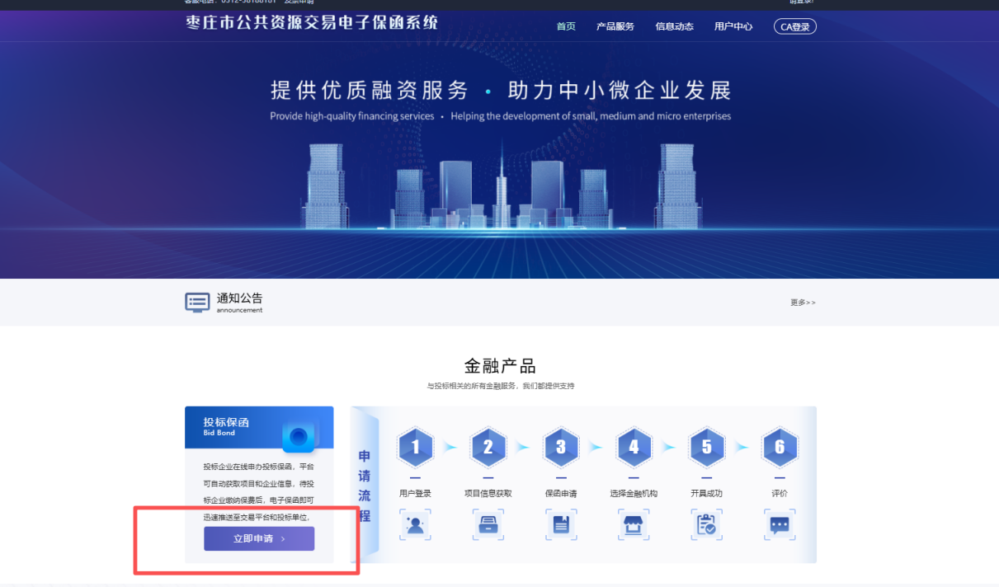 枣庄市公共资源交易电子保函系统
首页 产品服务 信息动态 用户中心 CA登录
提供优质融资服务 · 助力中小微企业发展
Provide high-quality financing services · Helping the development of small, medium and micro enterprises
通知公告
announcement
更多>>
金融产品
与投标相关的所有金融服务，我们都提供支持
投标保函
Bid Bond
投标企业在线申办投标保函，平台
可自动获取项目和企业信息，待投
标企业缴纳保费后，电子保函即可
迅速推送至交易平台和投标单位。
立即申请 >
申请流程
1 2 3 4 5 6
用户登录 项目信息获取 保函申请 选择金融机构 开具成功 评价